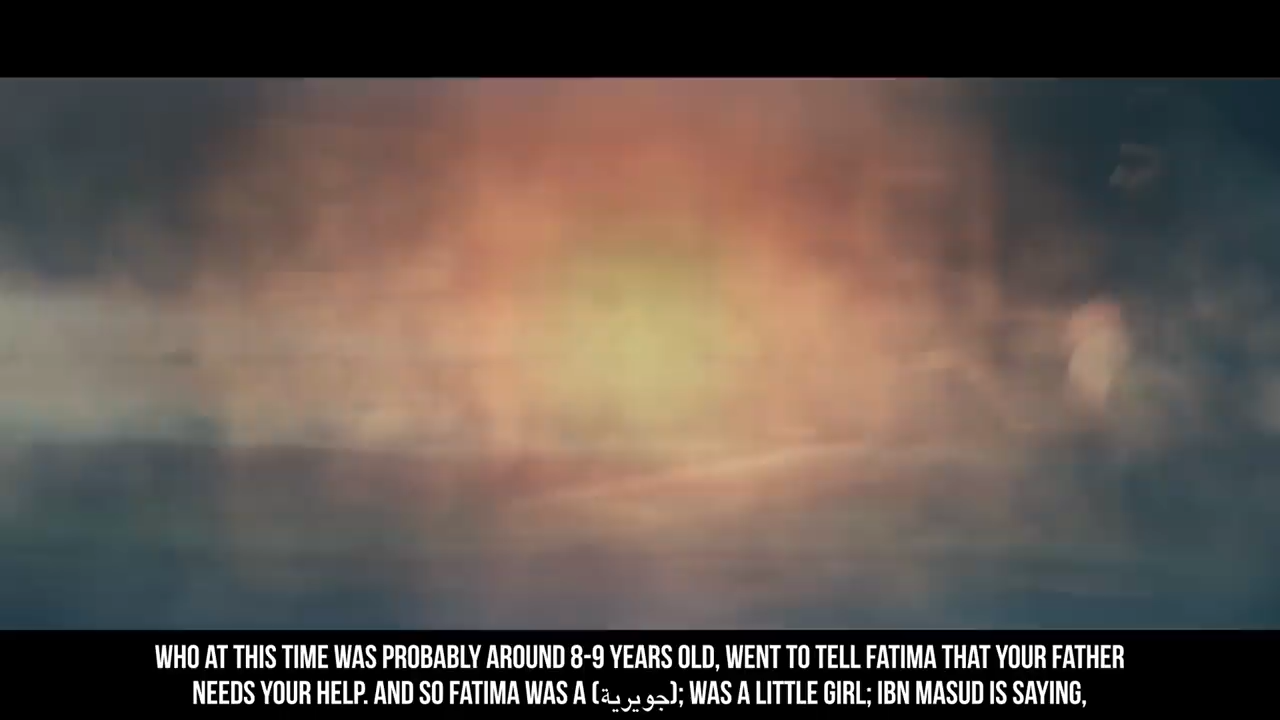 WHO AT THIS TIME WAS PROBABLY AROUND 8-9 YEARS OLD, WENT TO TELL FATIMA THAT YOUR FATHER
NEEDS YOUR HELP. AND SO FATIMA WAS A (جويرية); WAS A LITTLE GIRL; IBN MASUD IS SAYING,